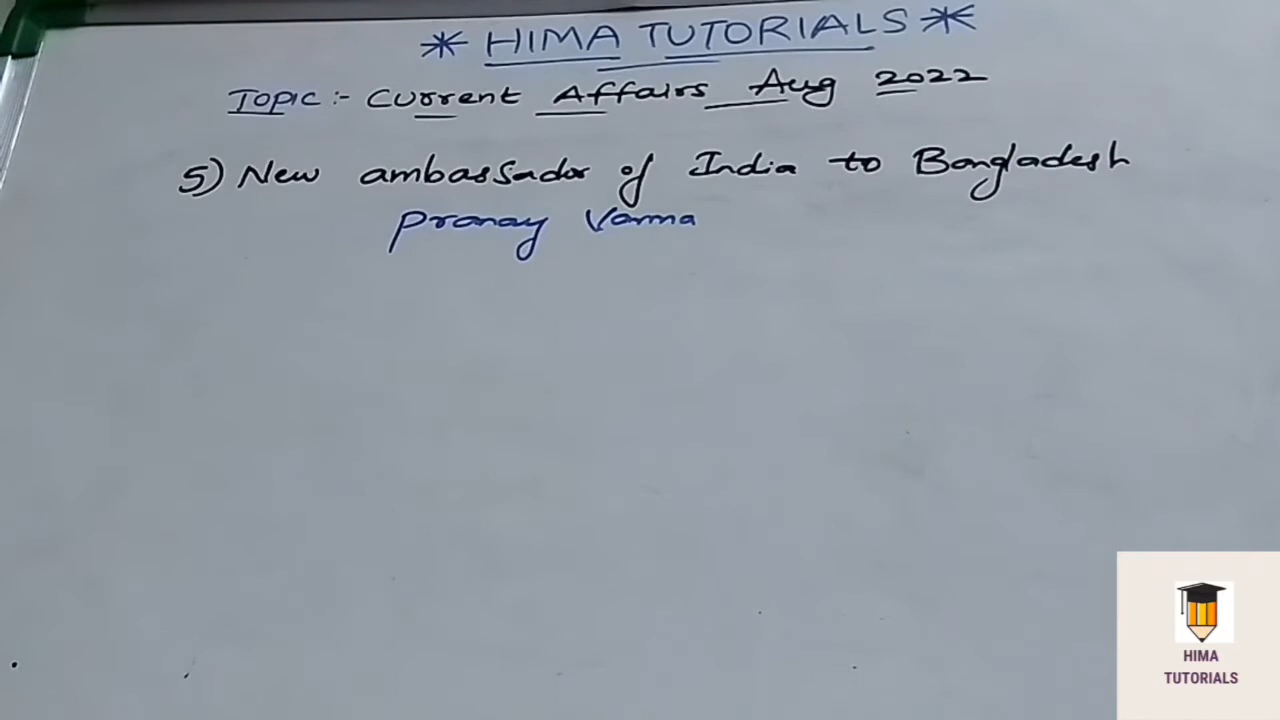 * HIMA TUTORIALS *
Topic:- Current Affairs Aug 2022
5) New ambassador of India to Bangladesh
Pranay Varma
HIMA
TUTORIALS